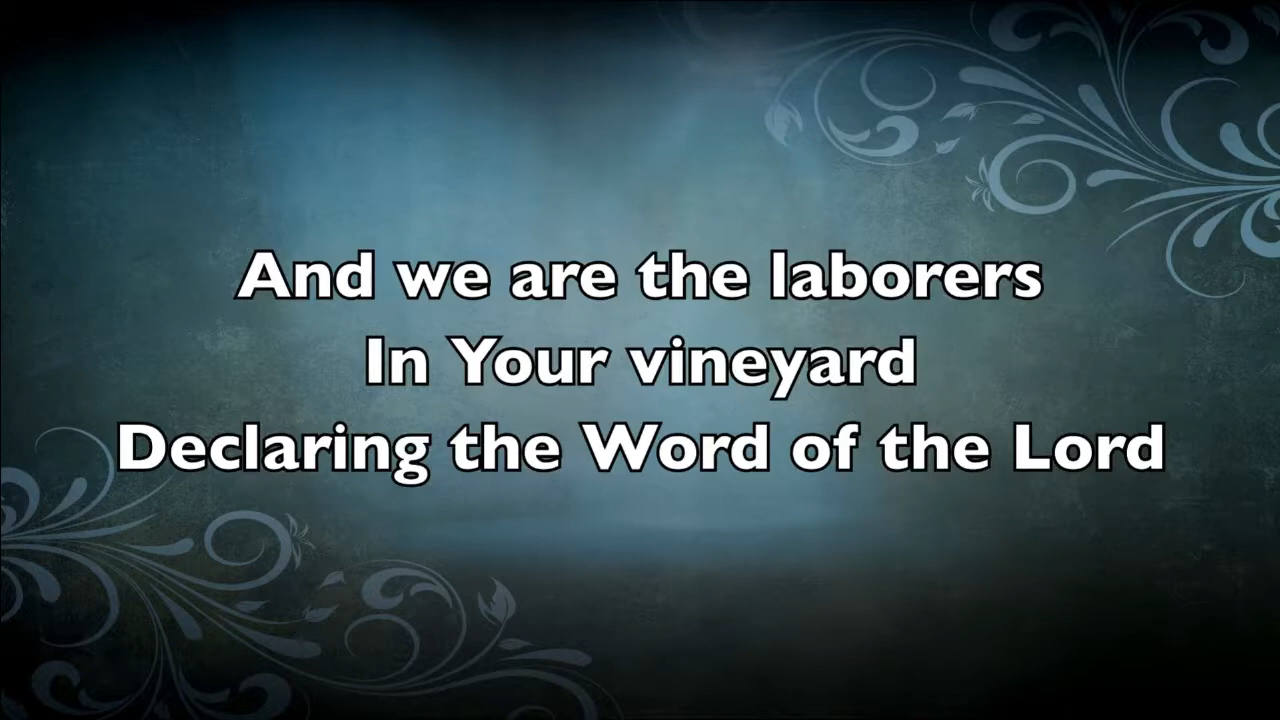 And we are the laborers
In Your vineyard
Declaring the Word of the Lord